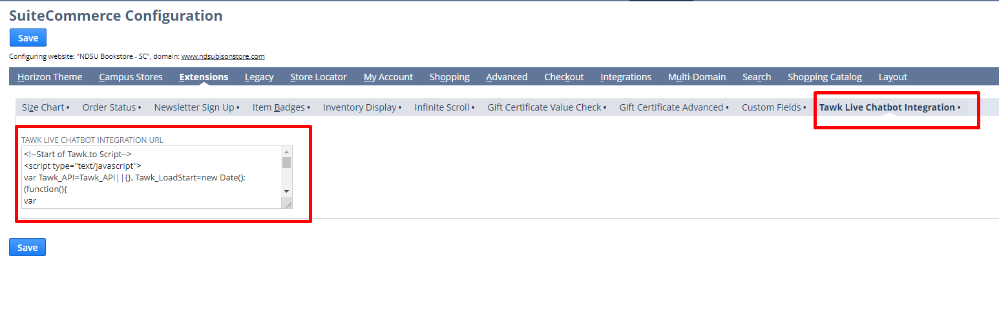 SuiteCommerce Configuration
Save
Configuring website: "NDSU Bookstore - SC", domain: www.ndsubisonstore.com
Horizon Theme Campus Stores Extensions Legacy Store Locator My Account Shopping Advanced Checkout Integrations Multi-Domain Search Shopping Catalog Layout
Size Chart • Order Status • Newsletter Sign Up • Item Badges • Inventory Display • Infinite Scroll • Gift Certificate Value Check • Gift Certificate Advanced • Custom Fields • Tawk Live Chatbot Integration •
TAWK LIVE CHATBOT INTEGRATION URL
<!--Start of Tawk.to Script-->
<script type="text/javascript">
var Tawk_API=Tawk_API||{}, Tawk_LoadStart=new Date();
(function(){
var
Save